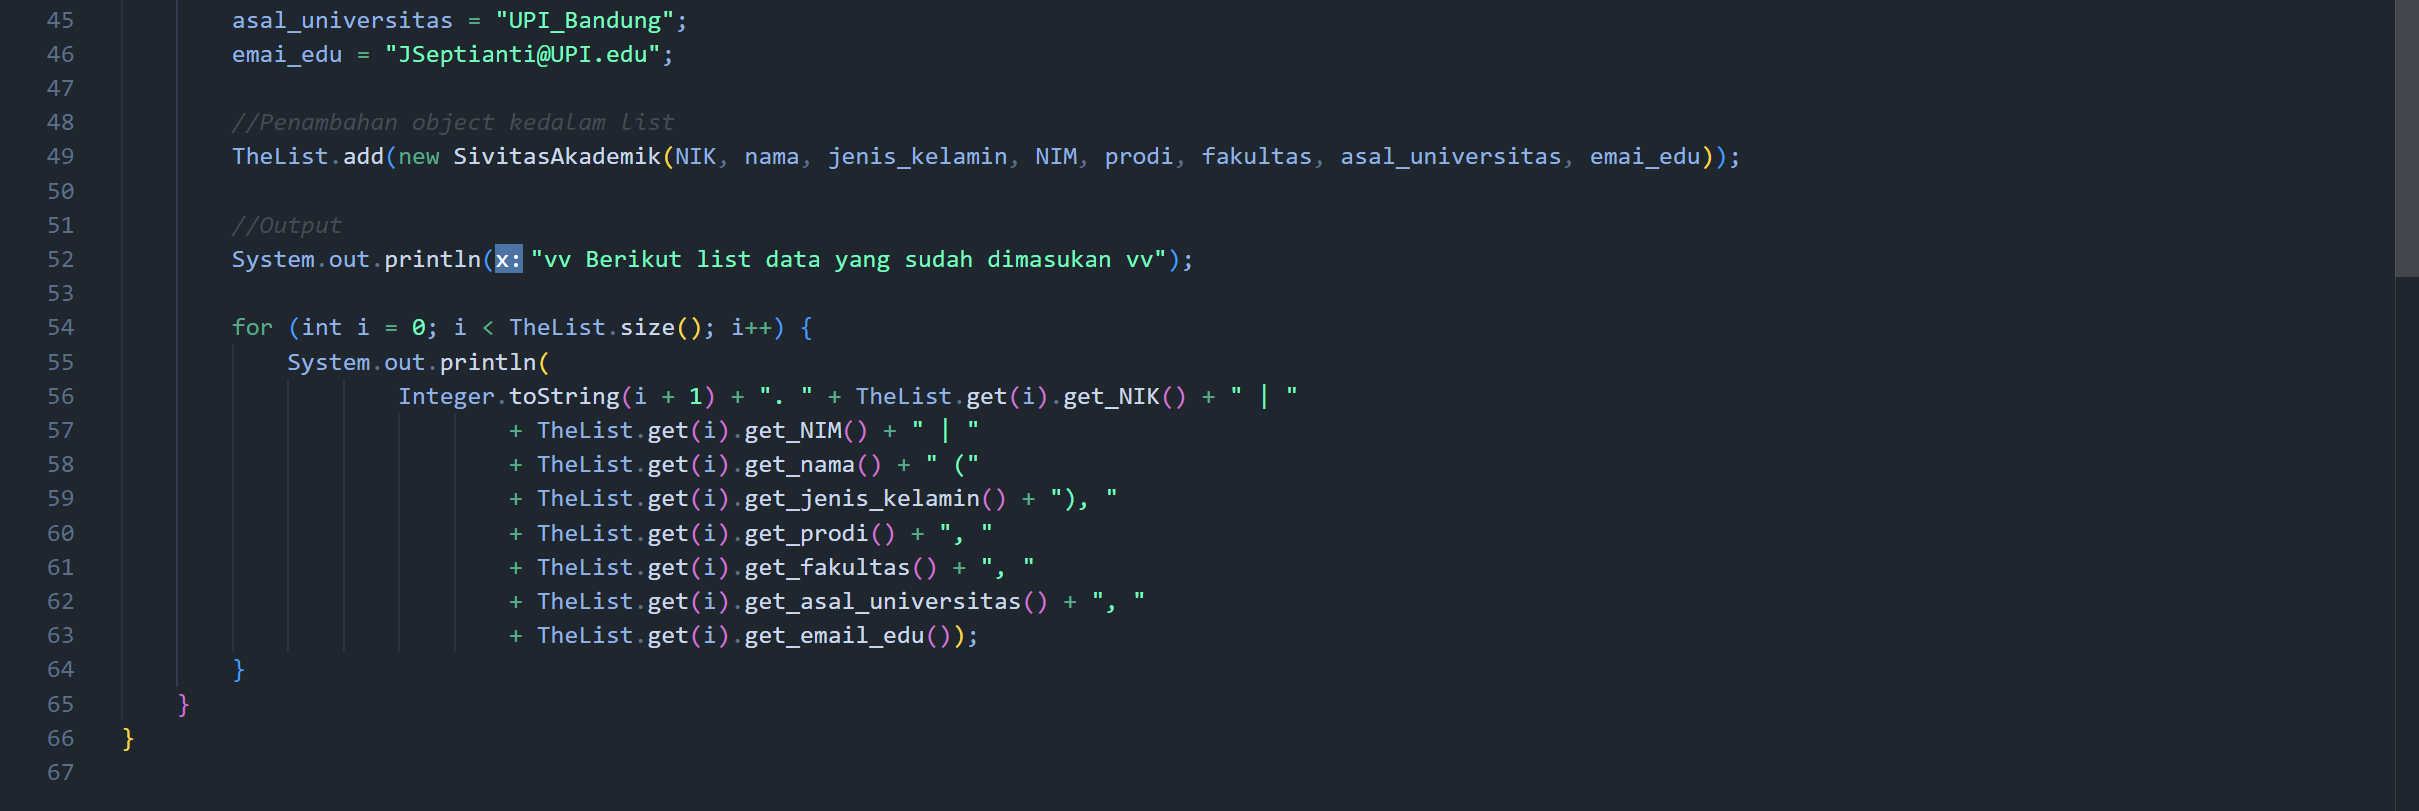 45 asal_universitas = "UPI_Bandung";
46 emai_edu = "JSeptianti@UPI.edu";
47
48 //Penambahan object kedalam list
49 TheList.add(new SivitasAkademik(NIK, nama, jenis_kelamin, NIM, prodi, fakultas, asal_universitas, emai_edu));
50
51 //Output
52 System.out.println(x: "vv Berikut list data yang sudah dimasukan vv");
53
54 for (int i = 0; i < TheList.size(); i++) {
55 System.out.println(
56 Integer.toString(i + 1) + ". " + TheList.get(i).get_NIK() + " | "
57 + TheList.get(i).get_NIM() + " | "
58 + TheList.get(i).get_nama() + " ("
59 + TheList.get(i).get_jenis_kelamin() + "), "
60 + TheList.get(i).get_prodi() + ", "
61 + TheList.get(i).get_fakultas() + ", "
62 + TheList.get(i).get_asal_universitas() + ", "
63 + TheList.get(i).get_email_edu());
64 }
65 }
66 }
67